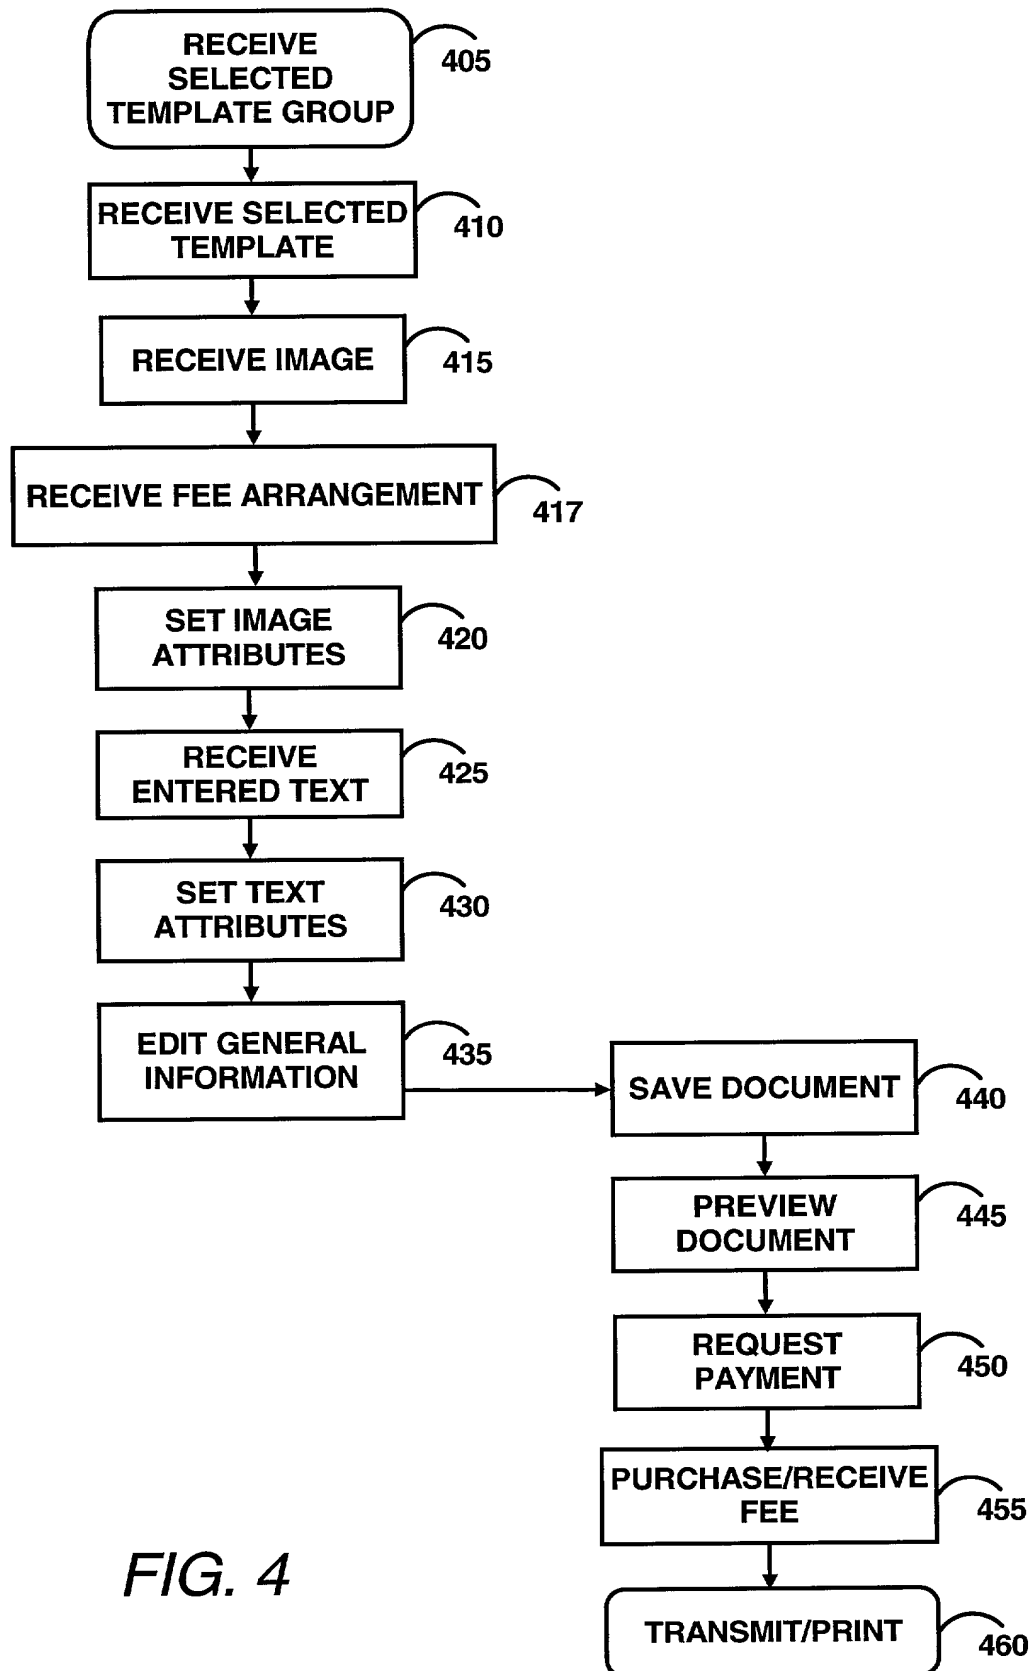 RECEIVE
SELECTED
TEMPLATE GROUP
405
RECEIVE SELECTED
TEMPLATE
410
RECEIVE IMAGE
415
RECEIVE FEE ARRANGEMENT
417
SET IMAGE
ATTRIBUTES
420
RECEIVE
ENTERED TEXT
425
SET TEXT
ATTRIBUTES
430
EDIT GENERAL
INFORMATION
435
SAVE DOCUMENT
440
PREVIEW
DOCUMENT
445
REQUEST
PAYMENT
450
PURCHASE/RECEIVE
FEE
455
TRANSMIT/PRINT
460
FIG. 4